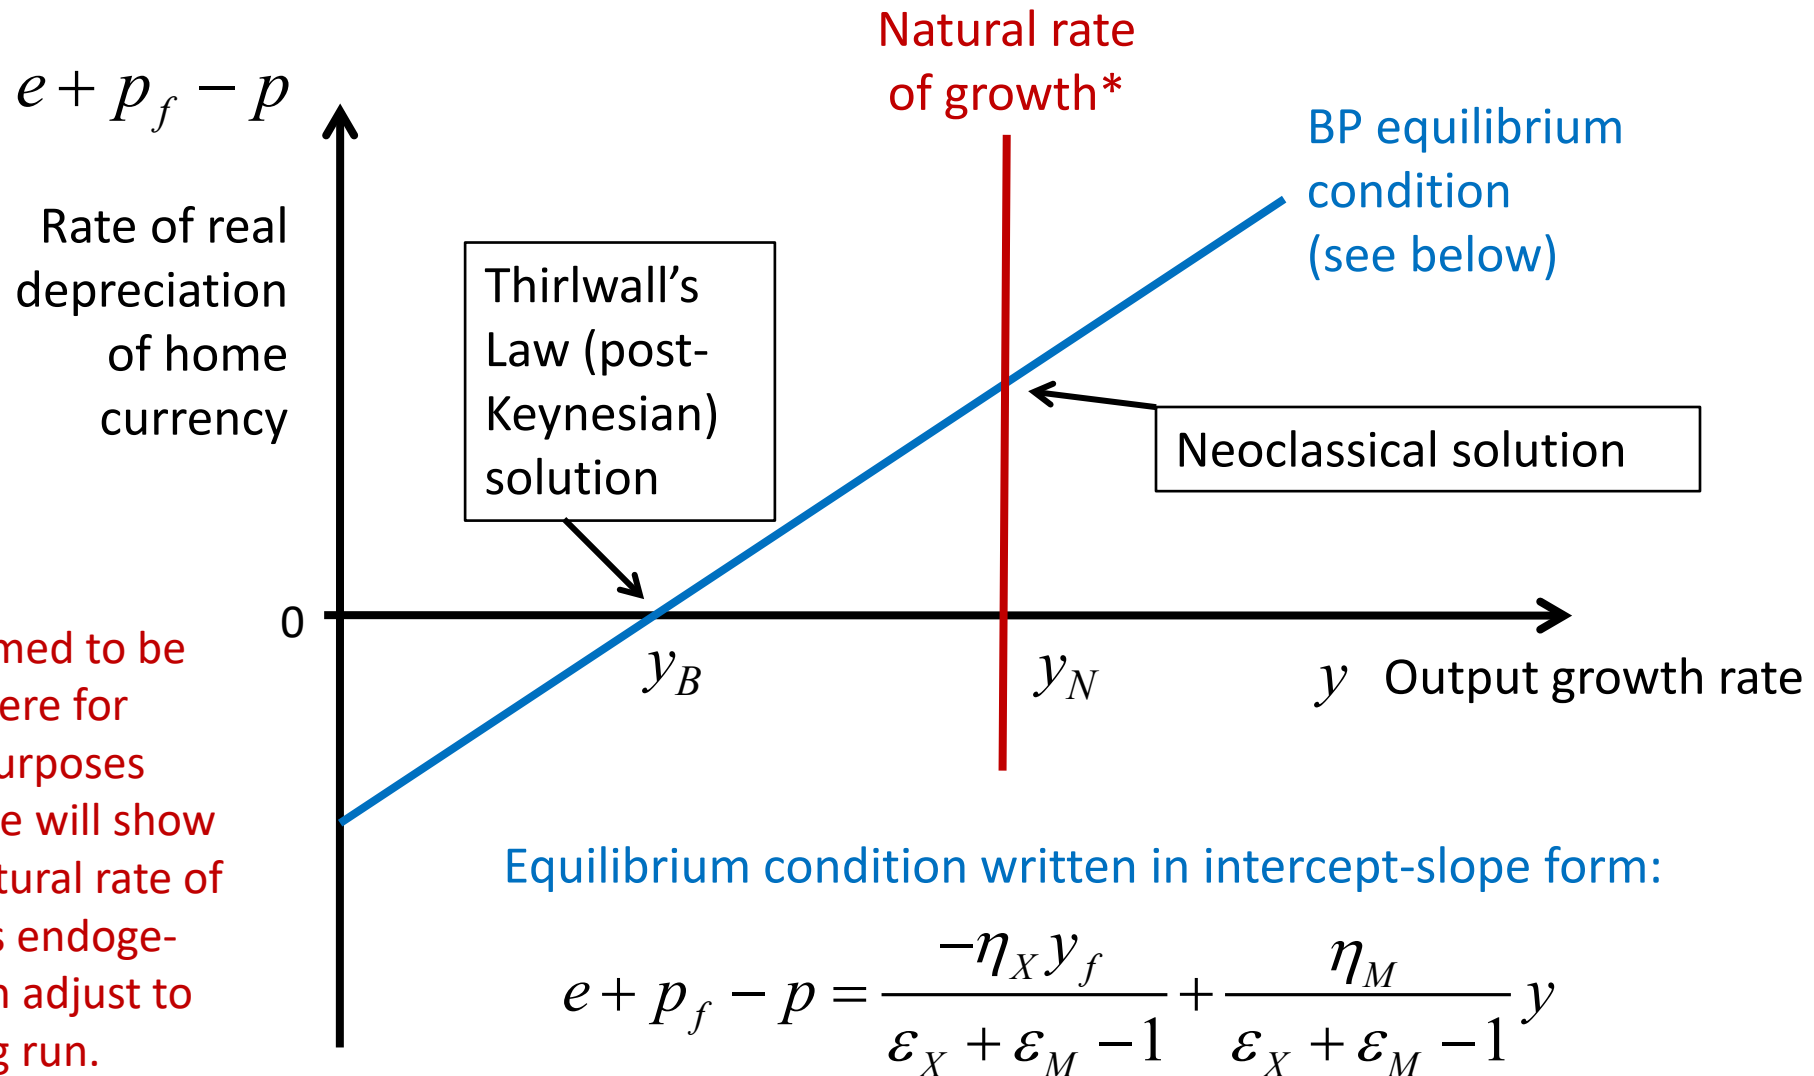 Natural rate
of growth*
e + p_f − p
BP equilibrium
condition
(see below)
Rate of real
depreciation
of home
currency
Thirlwall’s
Law (post-
Keynesian)
solution
Neoclassical solution
0
y_B
y_N
y Output growth rate
med to be
ere for
urposes
e will show
tural rate of
s endoge-
n adjust to
g run.
Equilibrium condition written in intercept-slope form:
e + p_f − p = \frac{−η_X y_f}{ε_X + ε_M − 1} + \frac{η_M}{ε_X + ε_M − 1} y